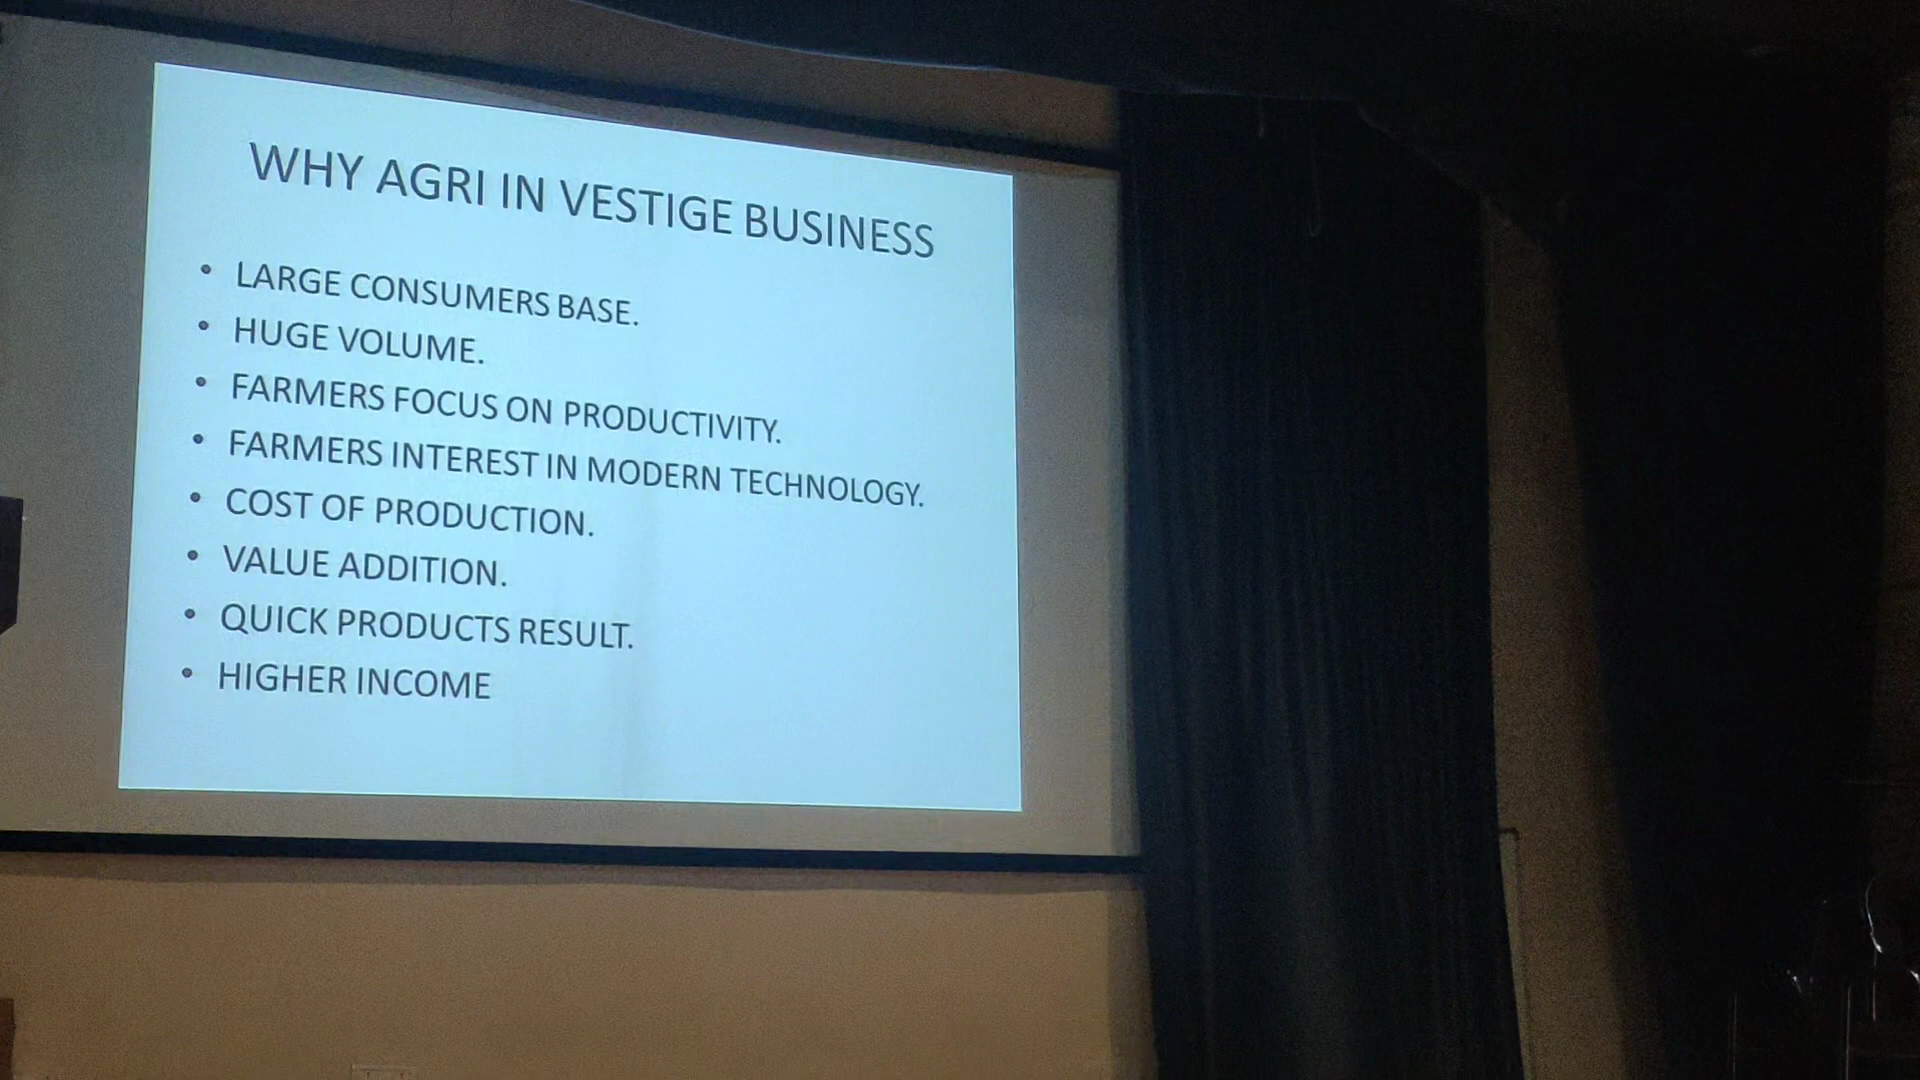 WHY AGRI IN VESTIGE BUSINESS
• LARGE CONSUMERS BASE.
• HUGE VOLUME.
• FARMERS FOCUS ON PRODUCTIVITY.
• FARMERS INTEREST IN MODERN TECHNOLOGY.
• COST OF PRODUCTION.
• VALUE ADDITION.
• QUICK PRODUCTS RESULT.
• HIGHER INCOME